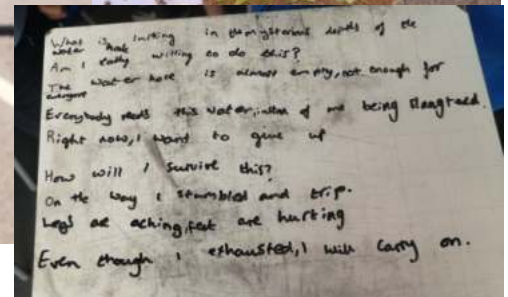 What is lurking in the mysterious depths of the
water hole
Am I really willing to do this?
The water hole is almost empty, not enough for
everyone
Everybody needs this water, of me being
Right now, I want to give up
How will I survive this?
On the way I stumbled and trip.
Legs are aching, feet are hurting
Even though I exhausted, I will carry on.